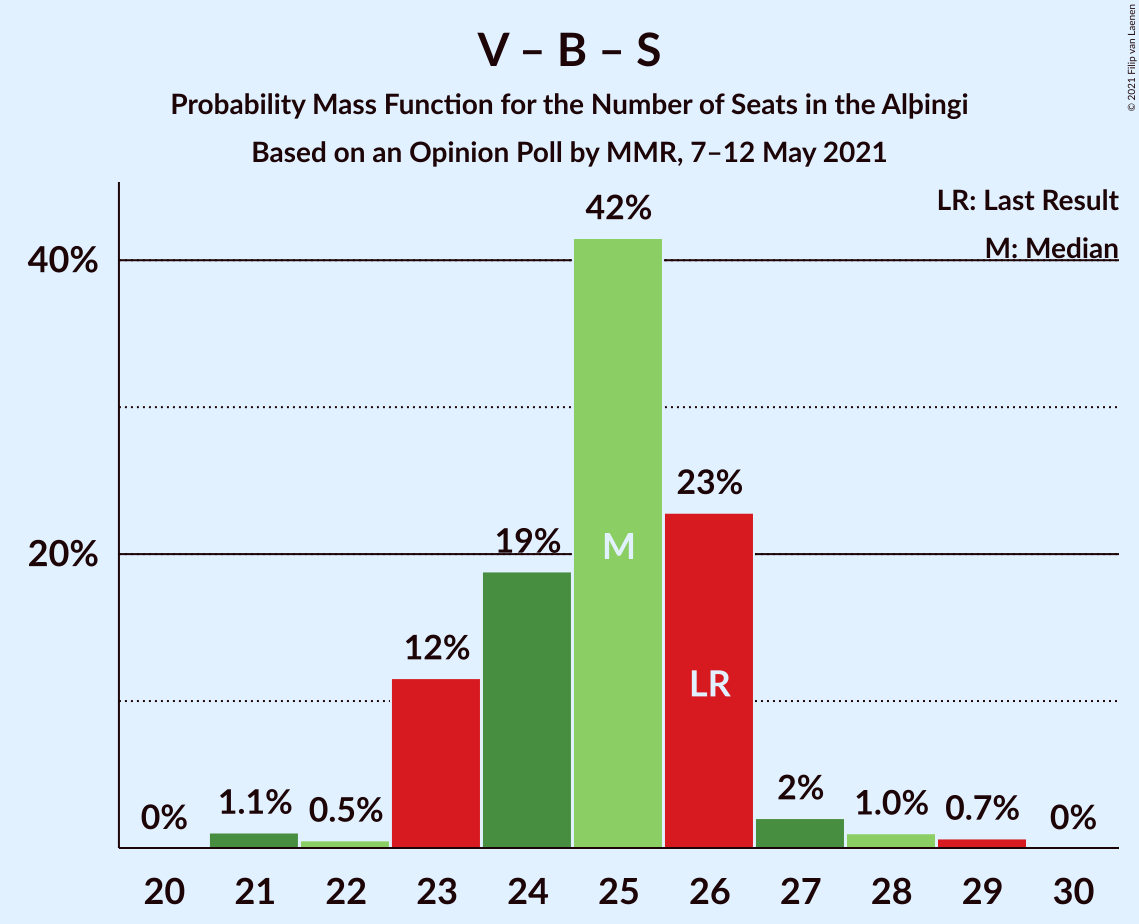 V – B – S
Probability Mass Function for the Number of Seats in the Alþingi
Based on an Opinion Poll by MMR, 7–12 May 2021
© 2021 Filip van Laenen
LR: Last Result
M: Median
40%
20%
0%
1.1%
0.5%
12%
19%
42%
23%
2%
1.0%
0.7%
0%
M
LR
20 21 22 23 24 25 26 27 28 29 30